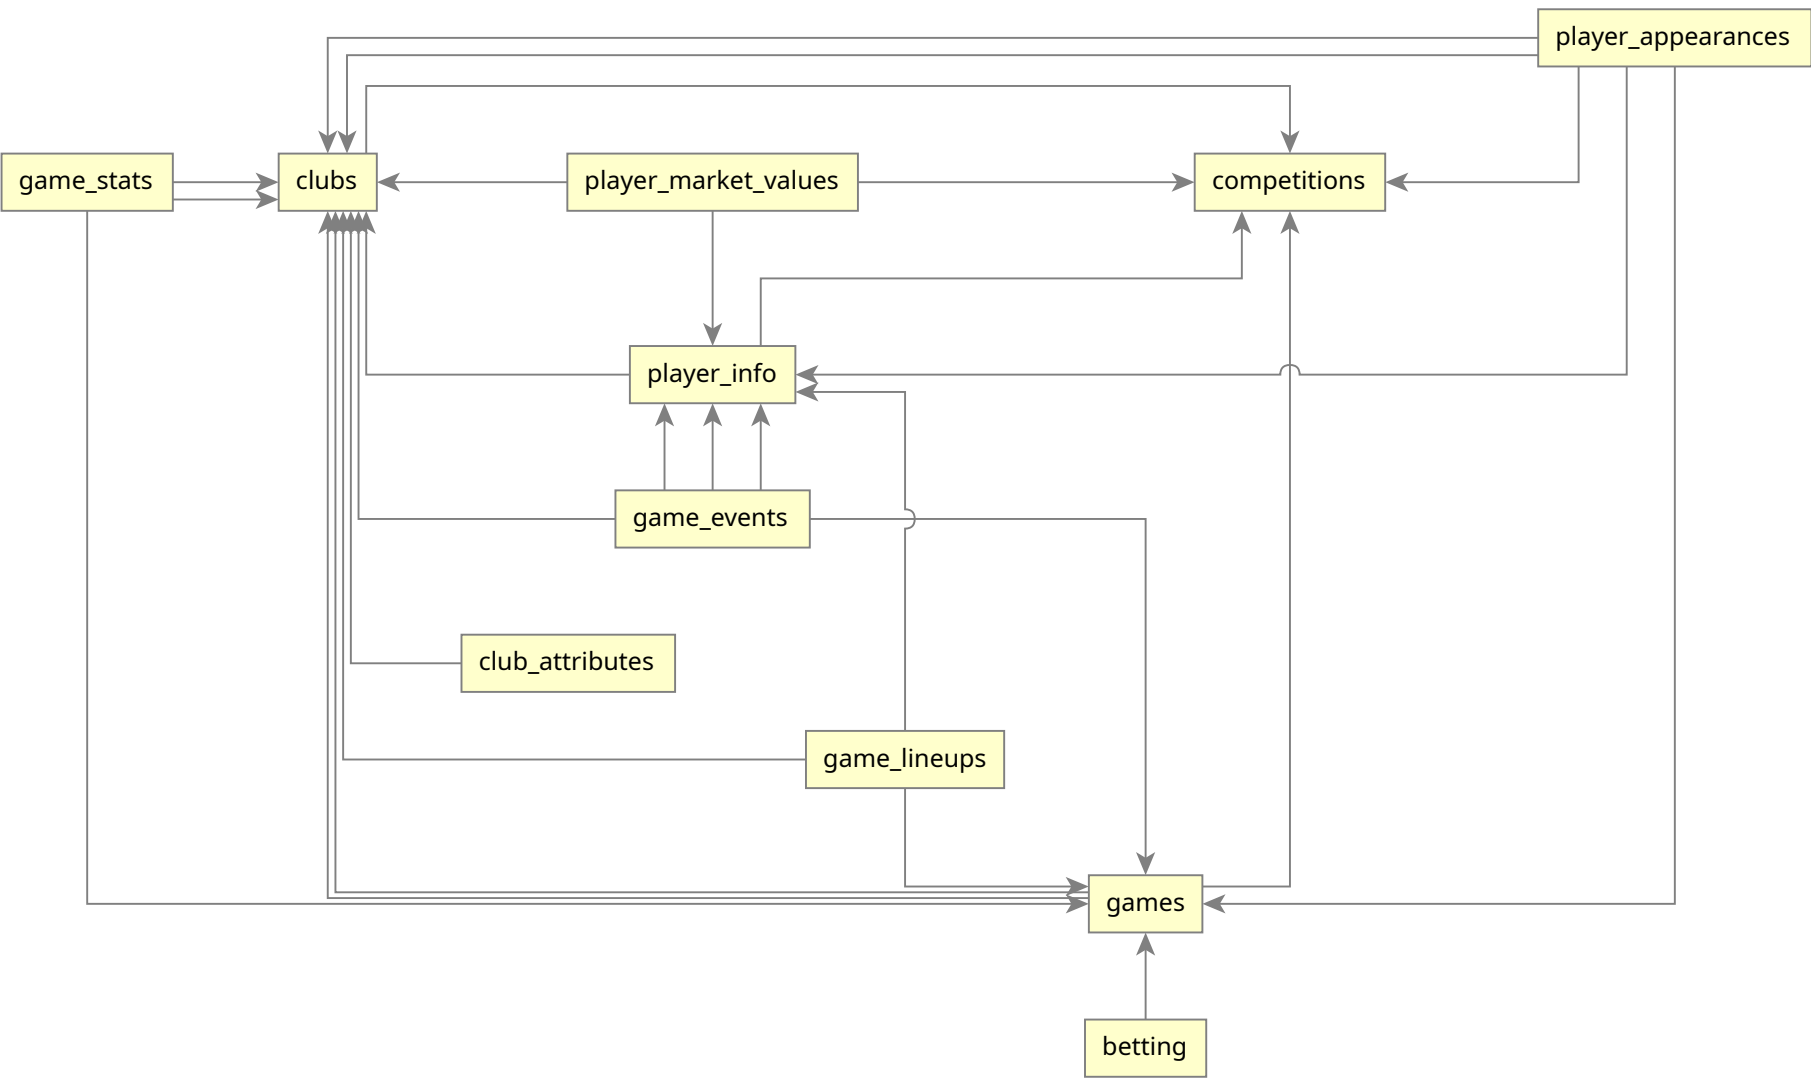 player_appearances
game_stats
clubs
player_market_values
competitions
player_info
game_events
club_attributes
game_lineups
games
betting